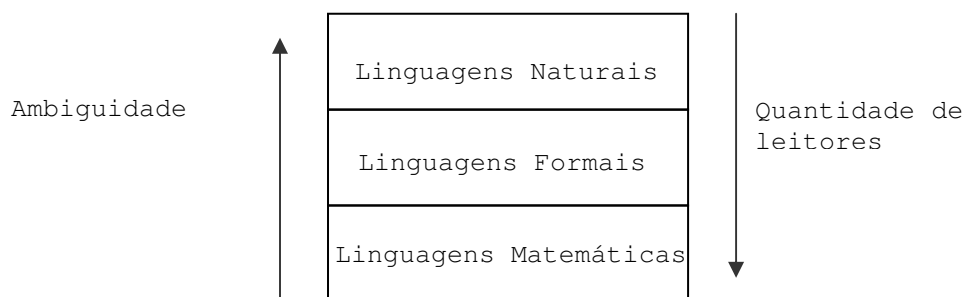 Linguagens Naturais
Ambiguidade
Quantidade de
leitores
Linguagens Formais
Linguagens Matemáticas